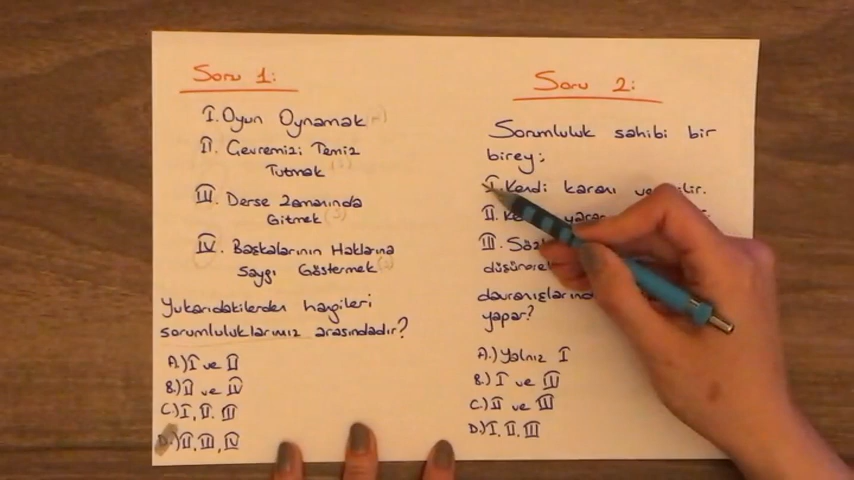 Soru 1:
I. Oyun Oynamak
II. Çevremizi Temiz
Tutmak
III. Derse Zamanında
Gitmek
IV. Başkalarının Haklarına
Saygı Göstermek
Yukarıdakilerden hangileri
sorumluluklarımız arasındadır?
A.) I ve II
B.) II ve IV
C.) I, II, III
D.) II, III, IV
Soru 2:
Sorumluluk sahibi bir
birey;
I. Kendi kararı
II.
III.
yapar?
A.) Yalnız I
B.) I ve III
C.) II ve III
D.) I, II, III